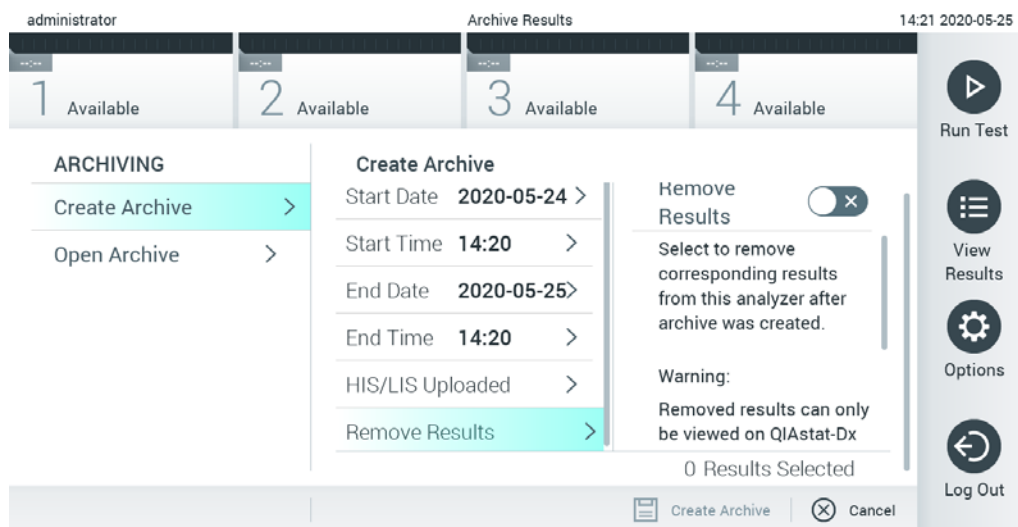 administrator
Archive Results
14:21 2020-05-25
--:--
1 Available
--:--
2 Available
--:--
3 Available
--:--
4 Available
Run Test
View
Results
Options
Log Out
ARCHIVING
Create Archive
Open Archive
Create Archive
Start Date 2020-05-24
Start Time 14:20
End Date 2020-05-25
End Time 14:20
HIS/LIS Uploaded
Remove Results
Remove
Results
Select to remove
corresponding results
from this analyzer after
archive was created.
Warning:
Removed results can only
be viewed on QIAstat-Dx
0 Results Selected
Create Archive
Cancel